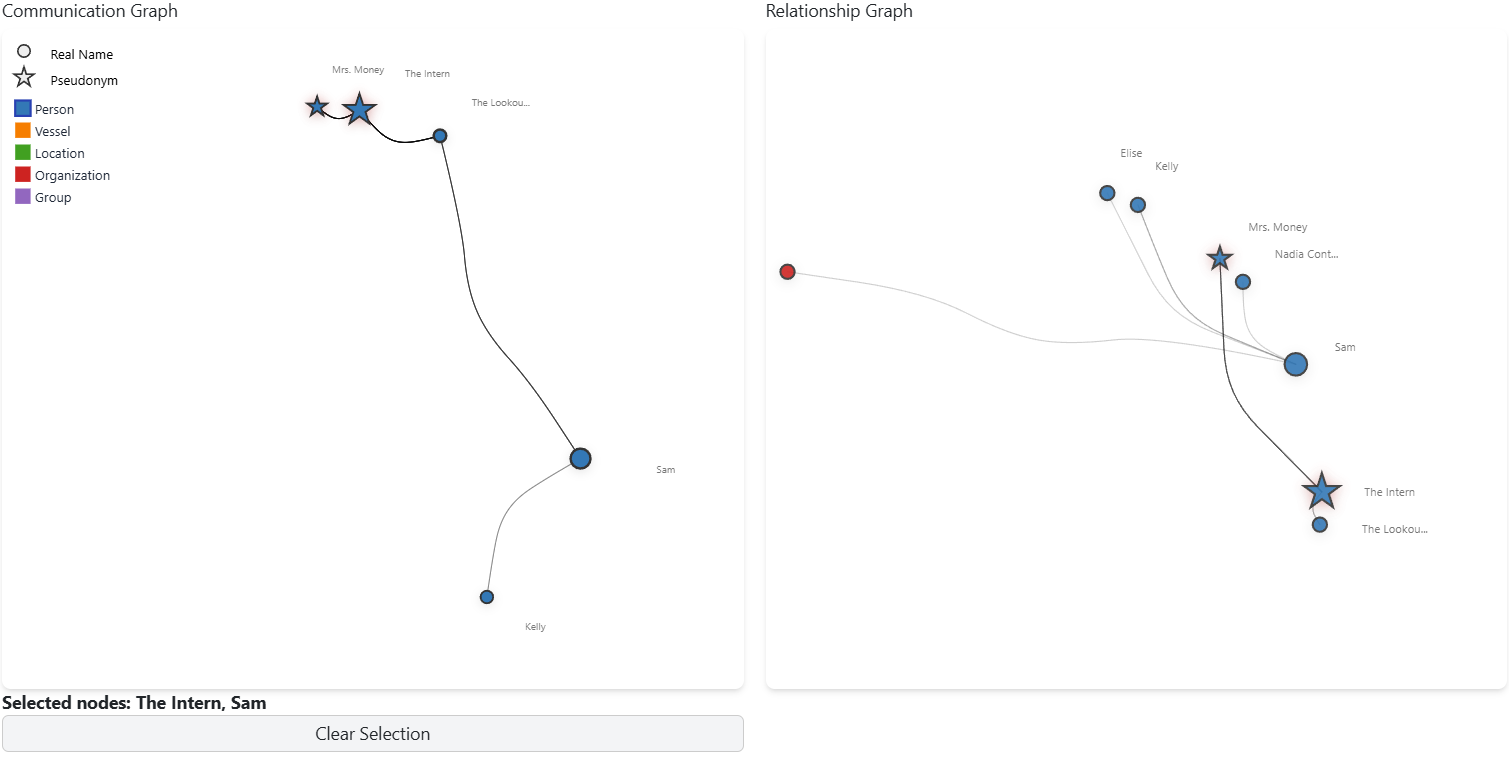 Communication Graph
Real Name
Pseudonym
Person
Vessel
Location
Organization
Group
Mrs. Money
The Intern
The Lookou...
Sam
Kelly
Selected nodes: The Intern, Sam
Clear Selection
Relationship Graph
Elise
Kelly
Mrs. Money
Nadia Cont...
Sam
The Intern
The Lookou...